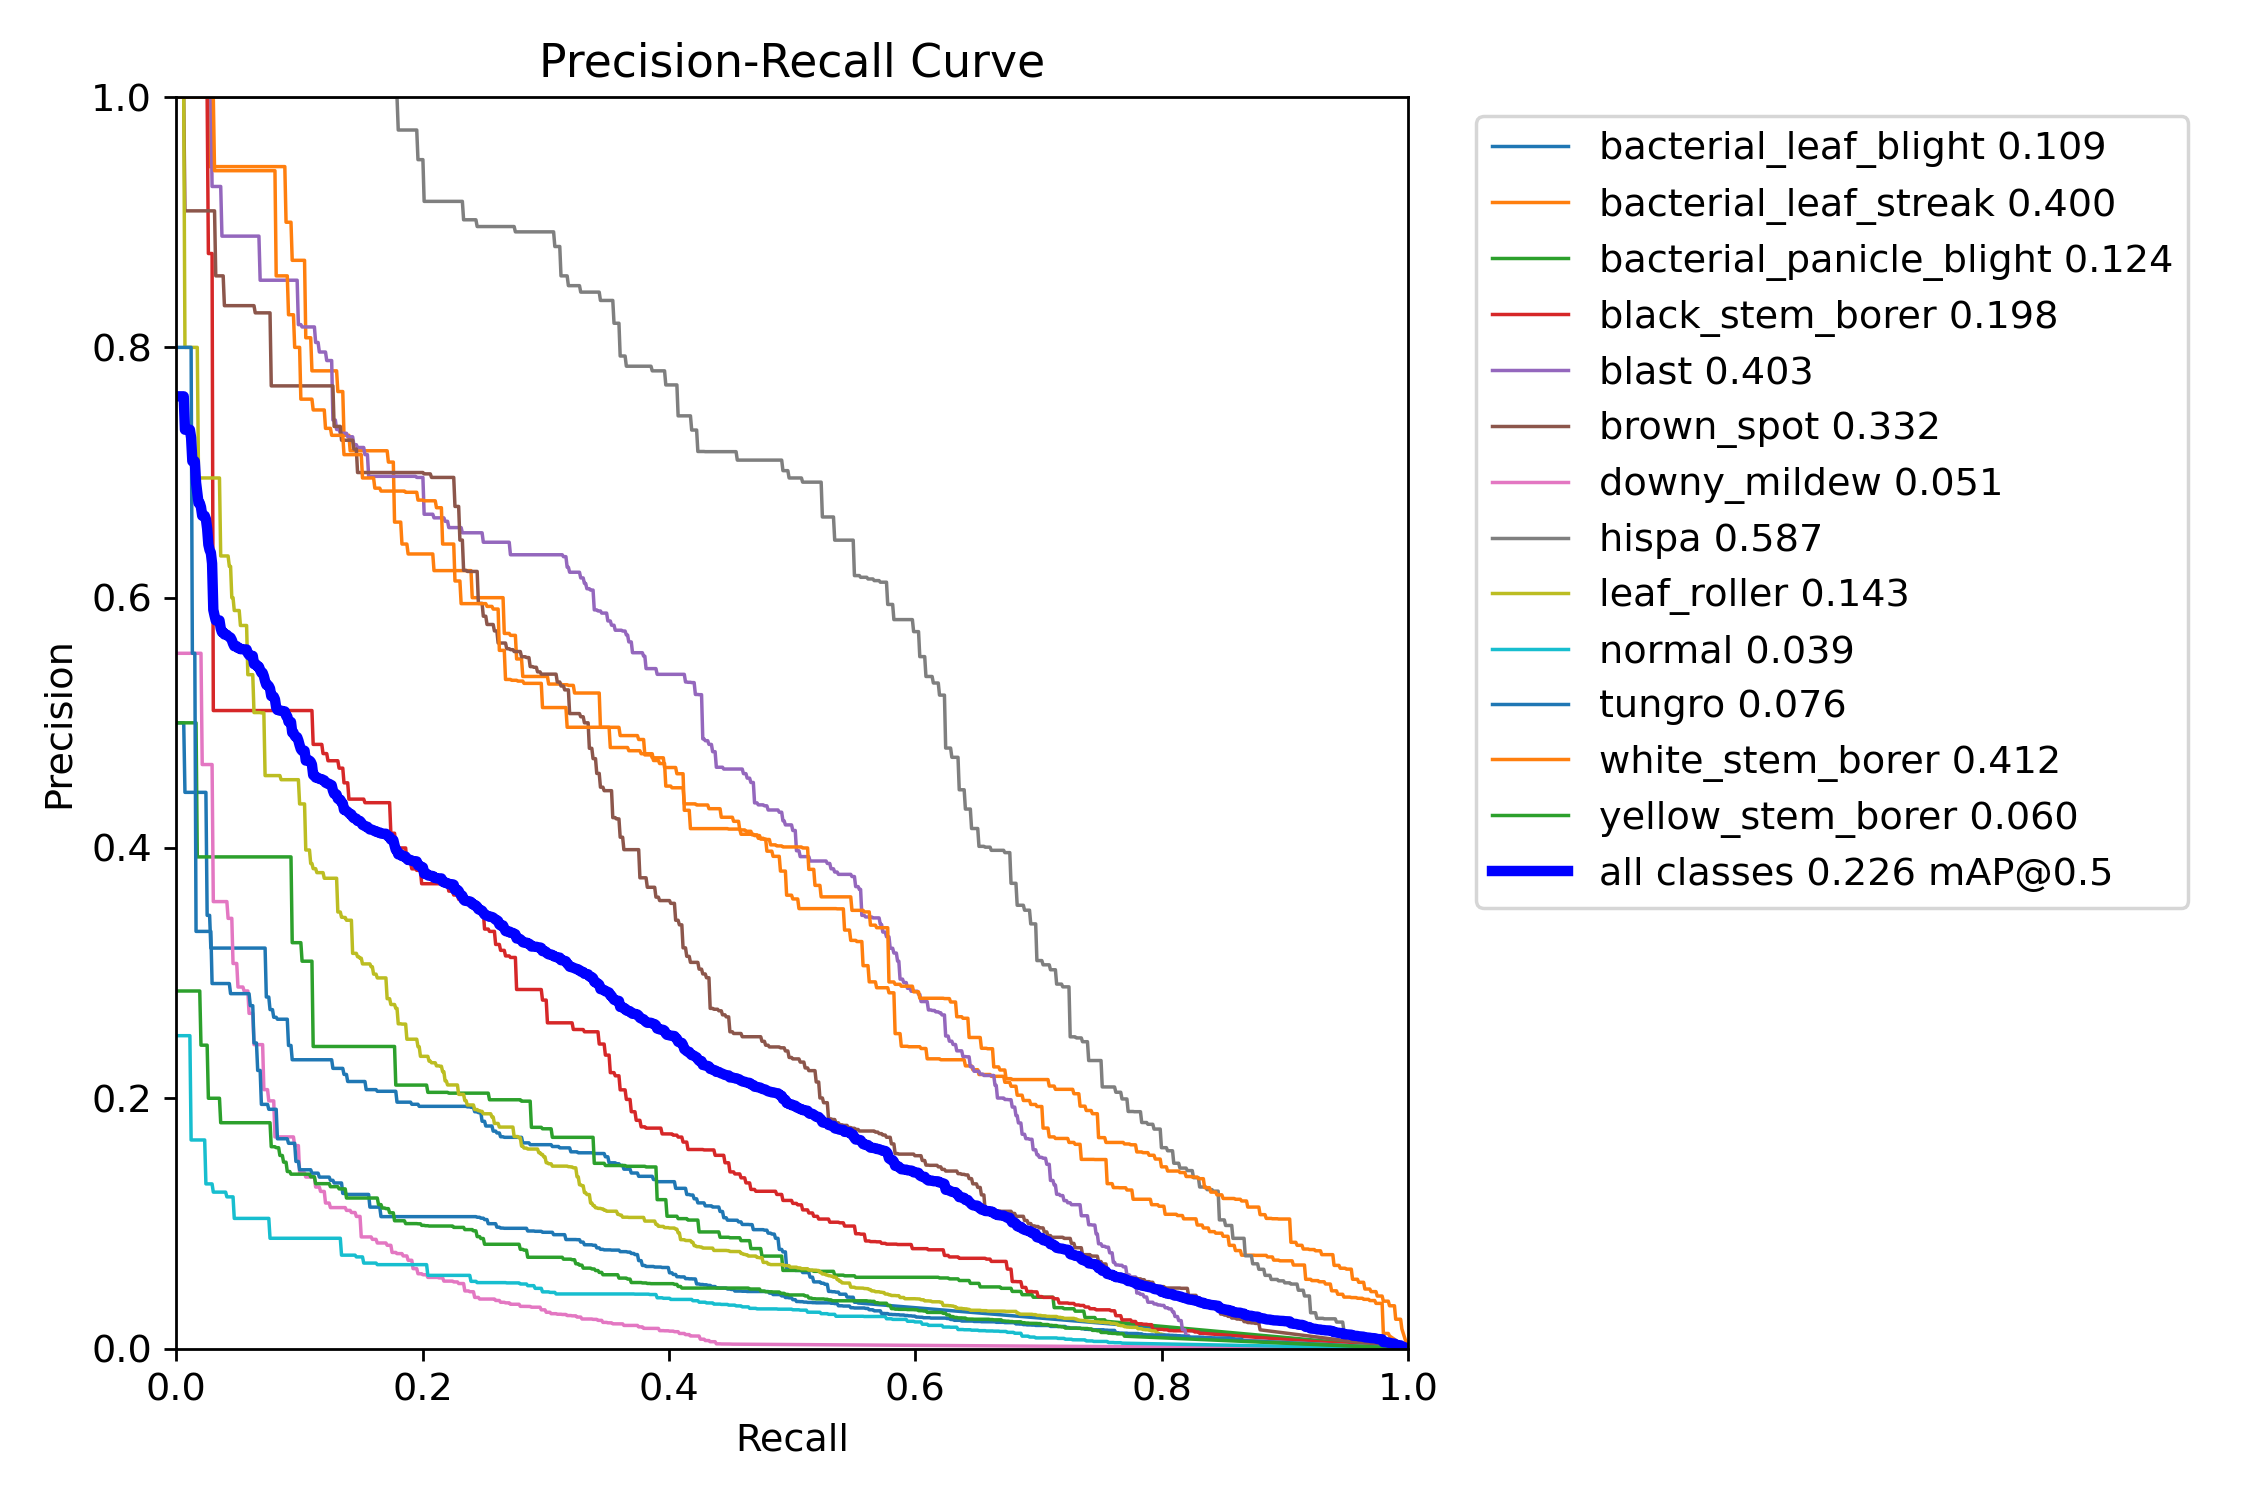 Precision-Recall Curve
1.0
0.8
0.6
0.4
0.2
0.0
Precision
0.0 0.2 0.4 0.6 0.8 1.0
Recall
bacterial_leaf_blight 0.109
bacterial_leaf_streak 0.400
bacterial_panicle_blight 0.124
black_stem_borer 0.198
blast 0.403
brown_spot 0.332
downy_mildew 0.051
hispa 0.587
leaf_roller 0.143
normal 0.039
tungro 0.076
white_stem_borer 0.412
yellow_stem_borer 0.060
all classes 0.226 mAP@0.5